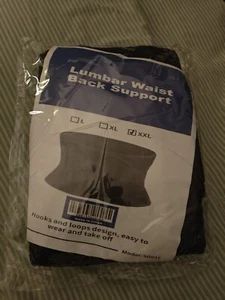 Lumbar Waist
Back Support
L XL XXL
Hooks and loops design, easy to
wear and take off